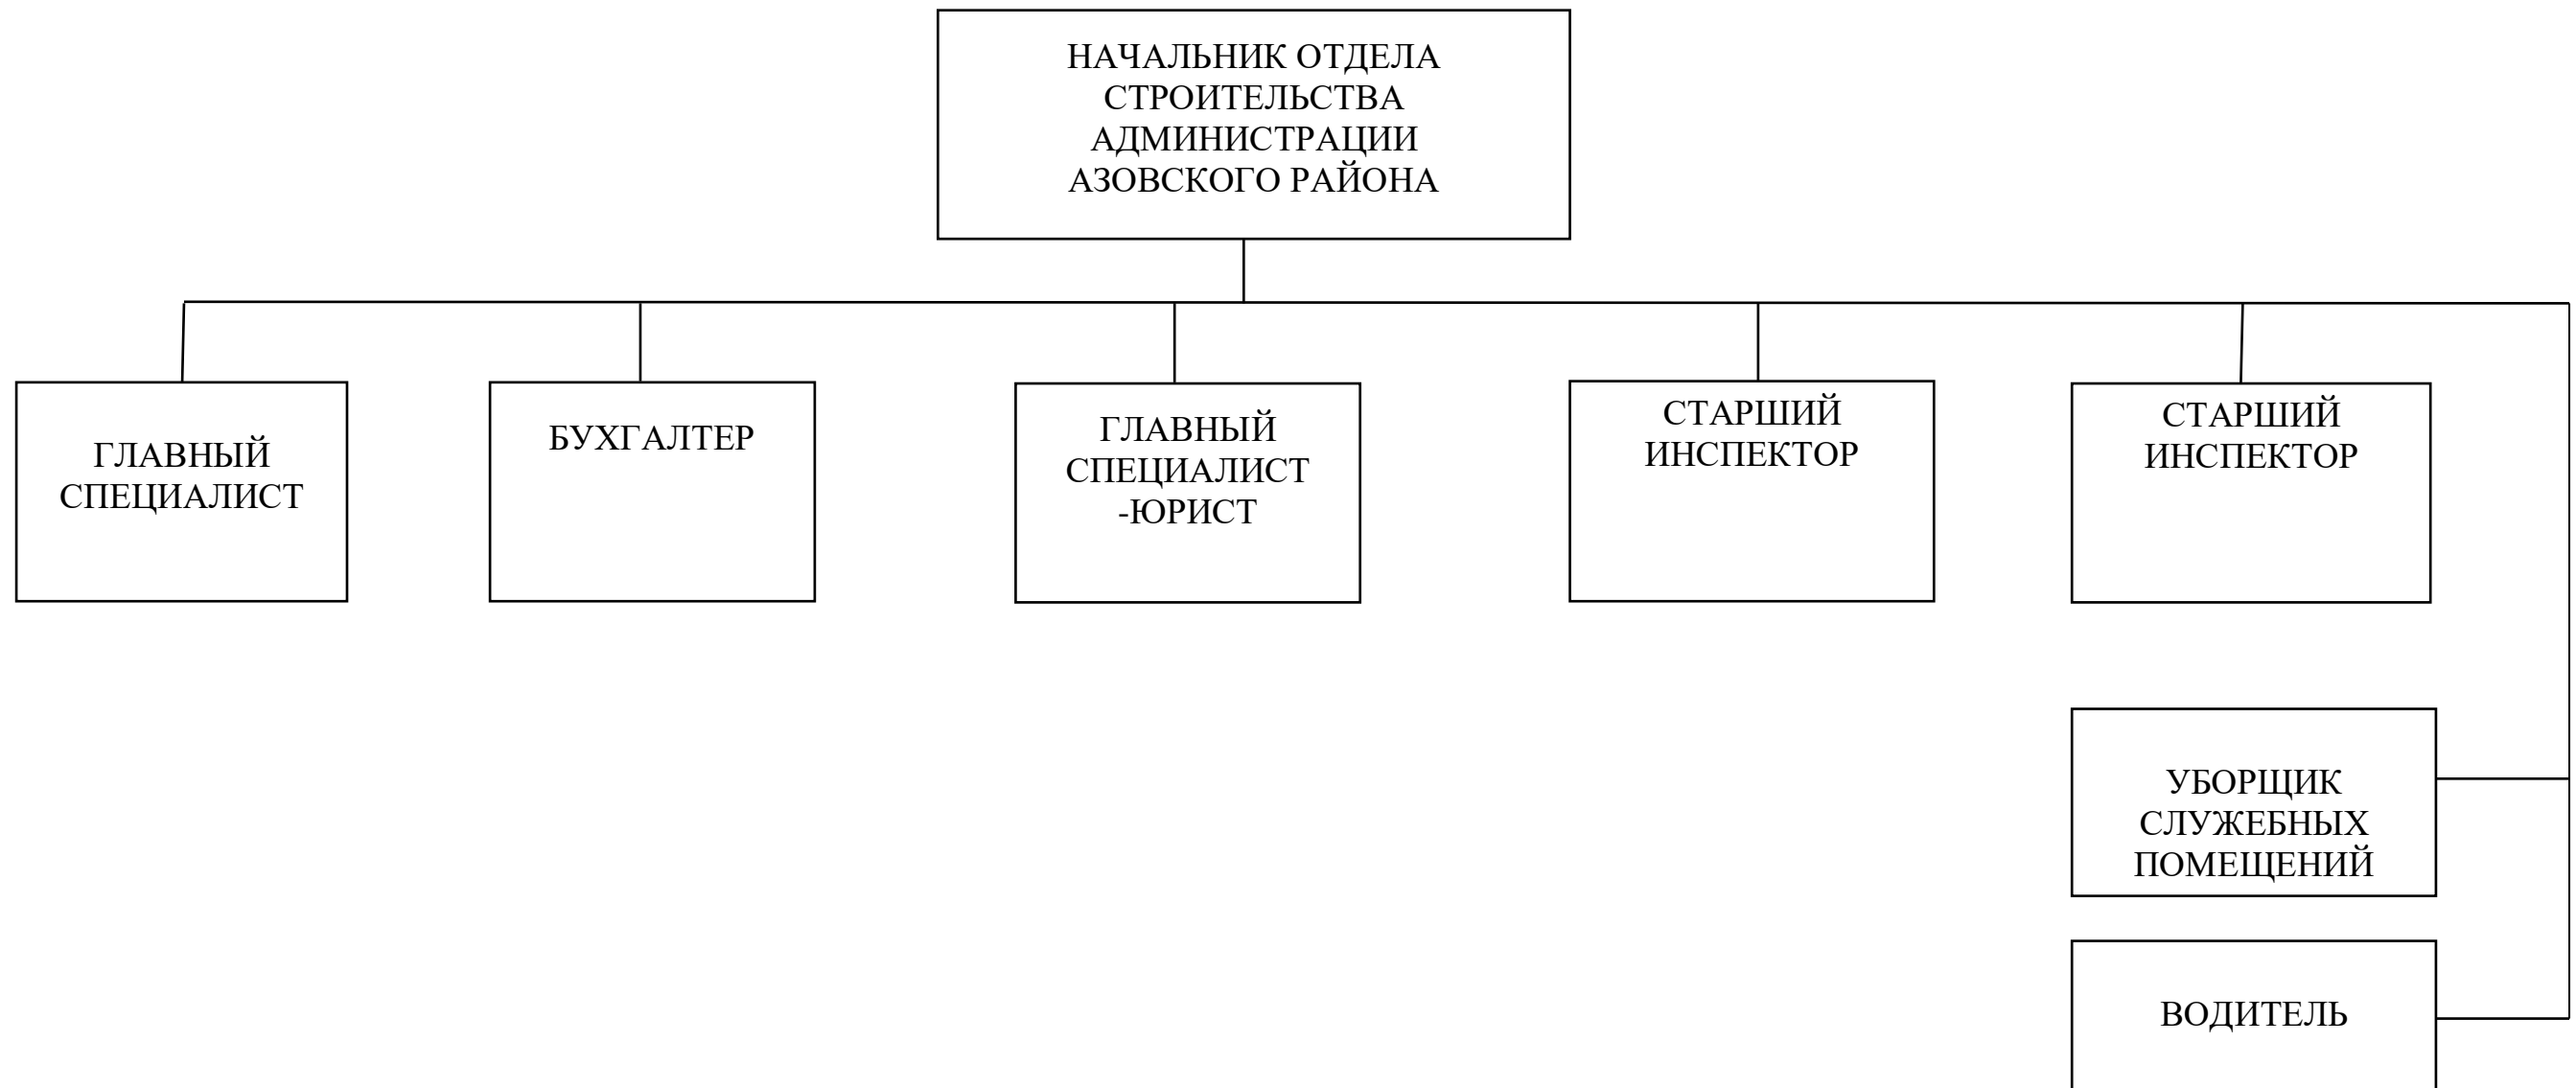 НАЧАЛЬНИК ОТДЕЛА
СТРОИТЕЛЬСТВА
АДМИНИСТРАЦИИ
АЗОВСКОГО РАЙОНА
ГЛАВНЫЙ
СПЕЦИАЛИСТ
БУХГАЛТЕР
ГЛАВНЫЙ
СПЕЦИАЛИСТ
-ЮРИСТ
СТАРШИЙ
ИНСПЕКТОР
СТАРШИЙ
ИНСПЕКТОР
УБОРЩИК
СЛУЖЕБНЫХ
ПОМЕЩЕНИЙ
ВОДИТЕЛЬ